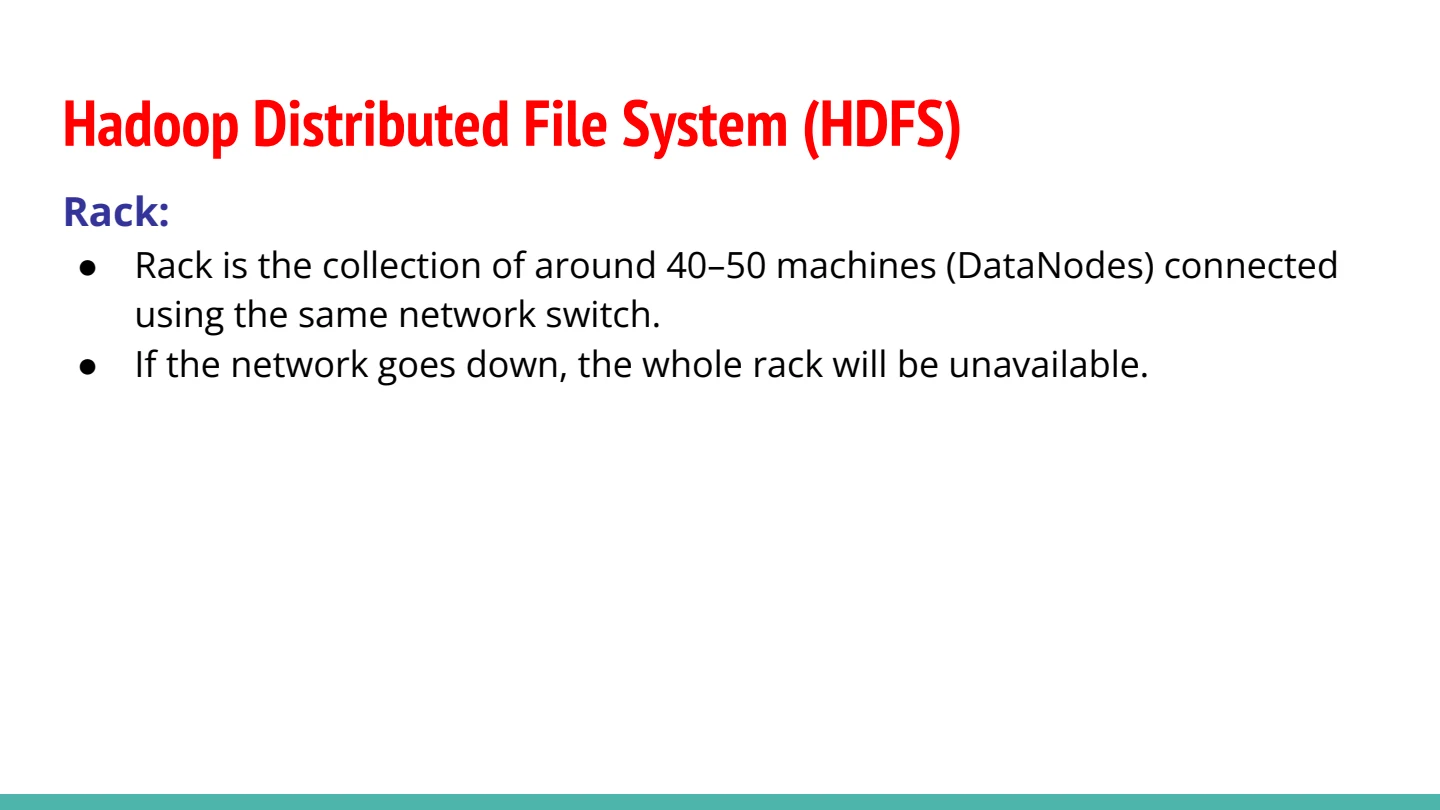 Hadoop Distributed File System (HDFS)
Rack:
● Rack is the collection of around 40–50 machines (DataNodes) connected
using the same network switch.
● If the network goes down, the whole rack will be unavailable.